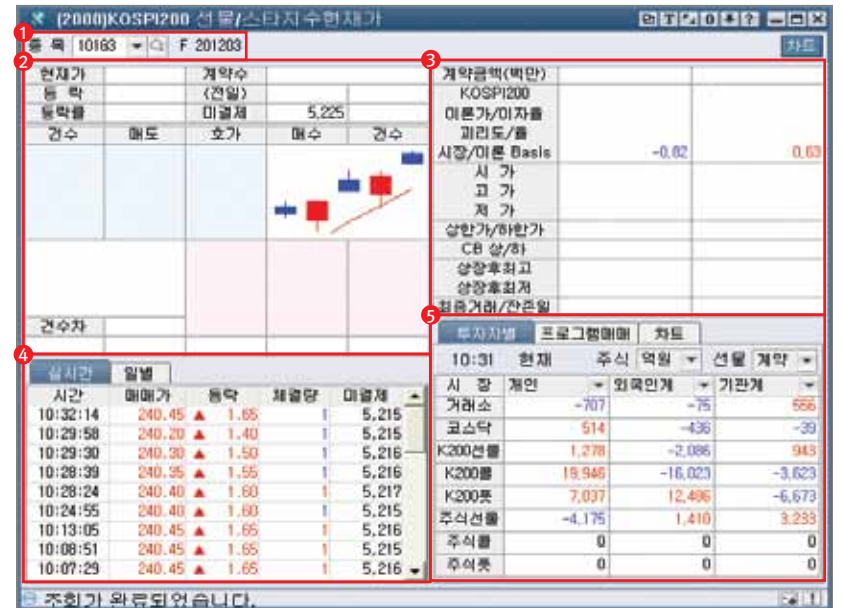 (2000)KOSPI200 선물/스타지수현재가
1
종 목 10163 F 201203 차트
2
현재가 계약수
등 락 (전일)
등락률 미결제 5,225
건수 매도 호가 매수 건수
건수차
3
계약금액(백만)
KOSPI200
이론가/이자율
괴리도/율
시장/이론 Basis -0.82 0.63
시 가
고 가
저 가
상한가/하한가
CB 상/하
상장후최고
상장후최저
최종거래/잔존일
4
실시간 일별
시간 매매가 등락 체결량 미결제
10:32:14 240.45 ▲ 1.65 1 5,215
10:29:58 240.20 ▲ 1.40 1 5,215
10:29:30 240.30 ▲ 1.50 1 5,216
10:28:39 240.35 ▲ 1.55 1 5,216
10:28:24 240.40 ▲ 1.60 1 5,217
10:24:55 240.40 ▲ 1.60 1 5,215
10:13:05 240.45 ▲ 1.65 1 5,216
10:08:51 240.45 ▲ 1.65 1 5,215
10:07:29 240.45 ▲ 1.65 1 5,216
5
투자자별 프로그램매매 차트
10:31 현재 주식 억원 선물 계약
시 장 개인 외국인계 기관계
거래소 -707 -75 556
코스닥 514 -436 -39
K200선물 1,278 -2,086 943
K200콜 19,946 -16,023 -3,623
K200풋 7,037 12,486 -6,673
주식선물 -4,175 1,410 3,233
주식콜 0 0 0
주식풋 0 0 0
조회가 완료되었습니다.